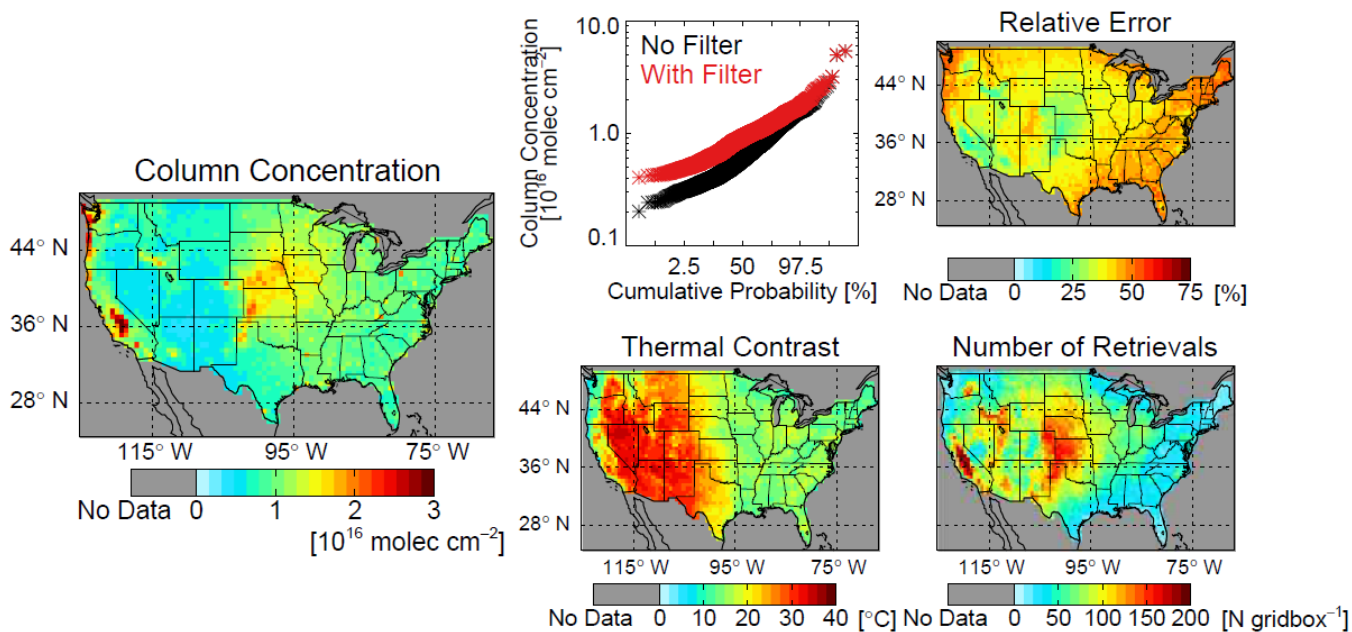 Column Concentration
44° N
36° N
28° N
115° W 95° W 75° W
No Data 0 1 2 3
[10¹⁶ molec cm⁻²]
Column Concentration
[10¹⁶ molec cm⁻²]
10.0
1.0
0.1
No Filter
With Filter
2.5 50 97.5
Cumulative Probability [%]
Relative Error
44° N
36° N
28° N
No Data 0 25 50 75 [%]
Thermal Contrast
44° N
36° N
28° N
115° W 95° W 75° W
No Data 0 10 20 30 40 [°C]
Number of Retrievals
44° N
36° N
28° N
115° W 95° W 75° W
No Data 0 50 100 150 200 [N gridbox⁻¹]